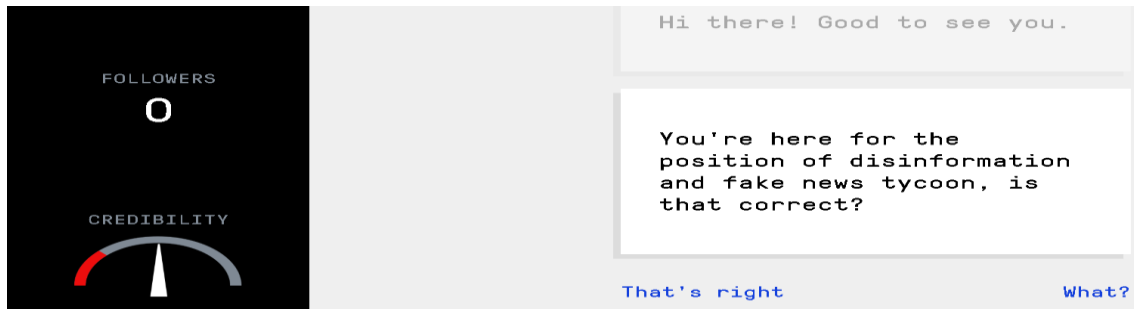 FOLLOWERS
0
CREDIBILITY
Hi there! Good to see you.
You're here for the
position of disinformation
and fake news tycoon, is
that correct?
That's right
What?